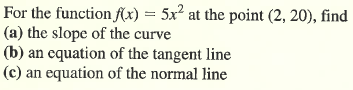 For the function f(x) = 5x² at the point (2, 20), find
(a) the slope of the curve
(b) an equation of the tangent line
(c) an equation of the normal line